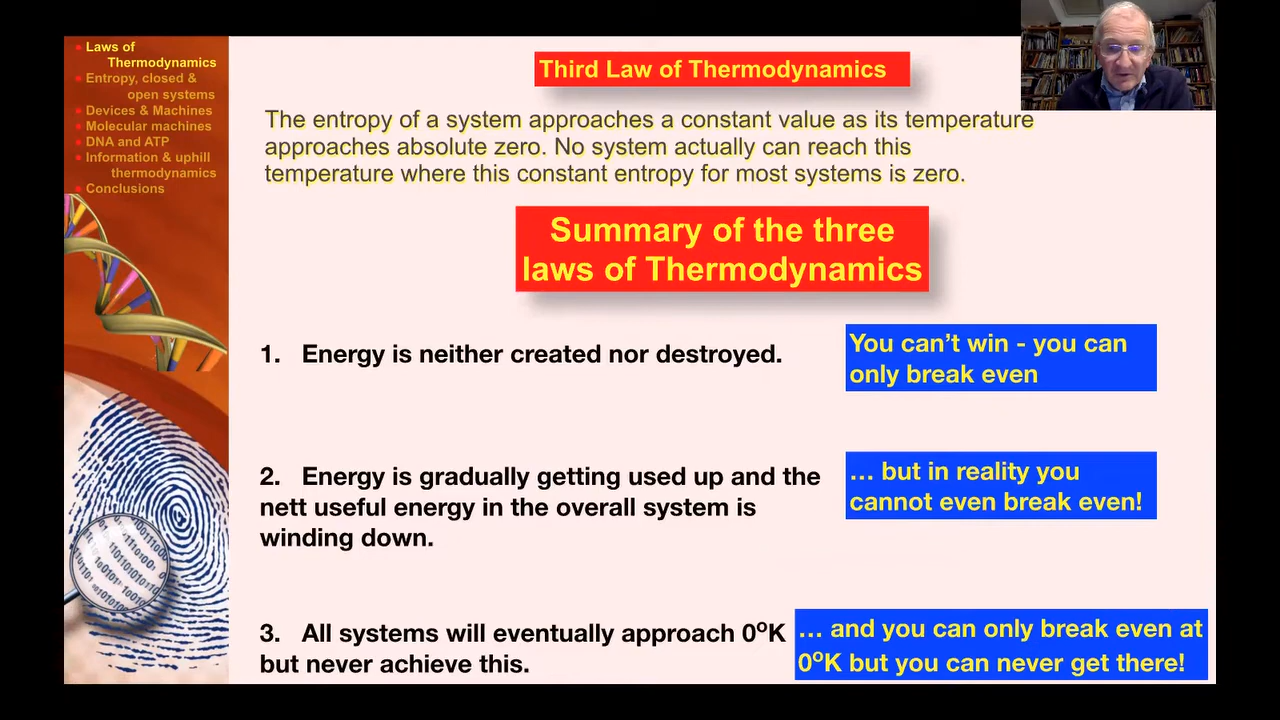 Laws of
Thermodynamics
Entropy, closed &
open systems
Devices & Machines
Molecular machines
DNA and ATP
Information & uphill
thermodynamics
Conclusions
Third Law of Thermodynamics
The entropy of a system approaches a constant value as its temperature
approaches absolute zero. No system actually can reach this
temperature where this constant entropy for most systems is zero.
Summary of the three
laws of Thermodynamics
1. Energy is neither created nor destroyed.
You can’t win - you can
only break even
2. Energy is gradually getting used up and the
nett useful energy in the overall system is
winding down.
… but in reality you
cannot even break even!
3. All systems will eventually approach 0ºK
but never achieve this.
… and you can only break even at
0ºK but you can never get there!